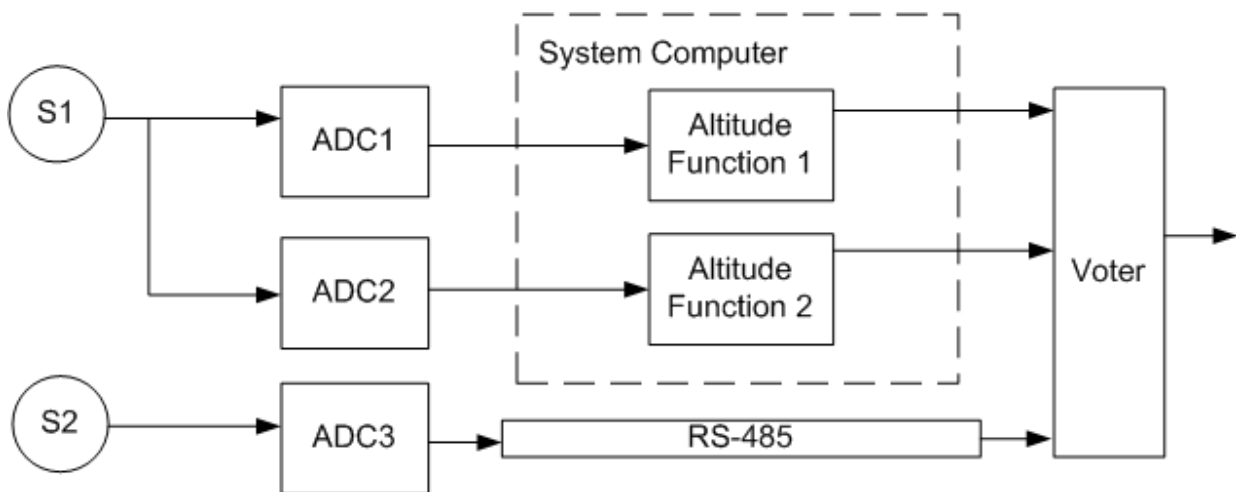 System Computer
S1
ADC1
Altitude
Function 1
ADC2
Altitude
Function 2
Voter
S2
ADC3
RS-485